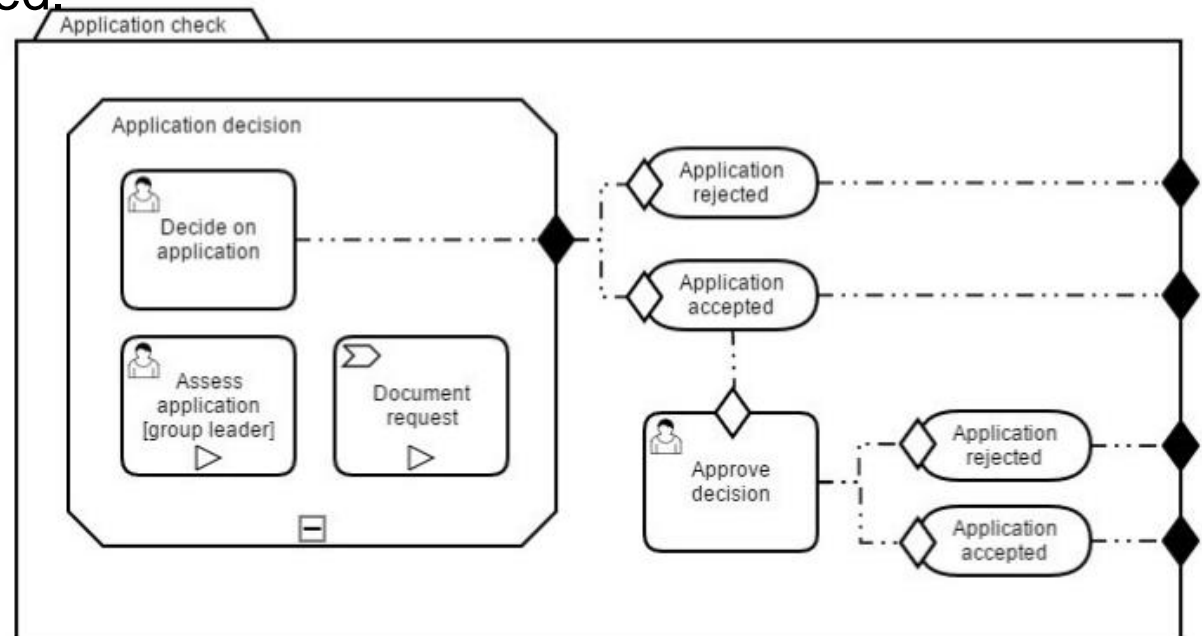 ed.
Application check
Application decision
Decide on
application
Assess
application
[group leader]
Document
request
Application
rejected
Application
accepted
Approve
decision
Application
rejected
Application
accepted